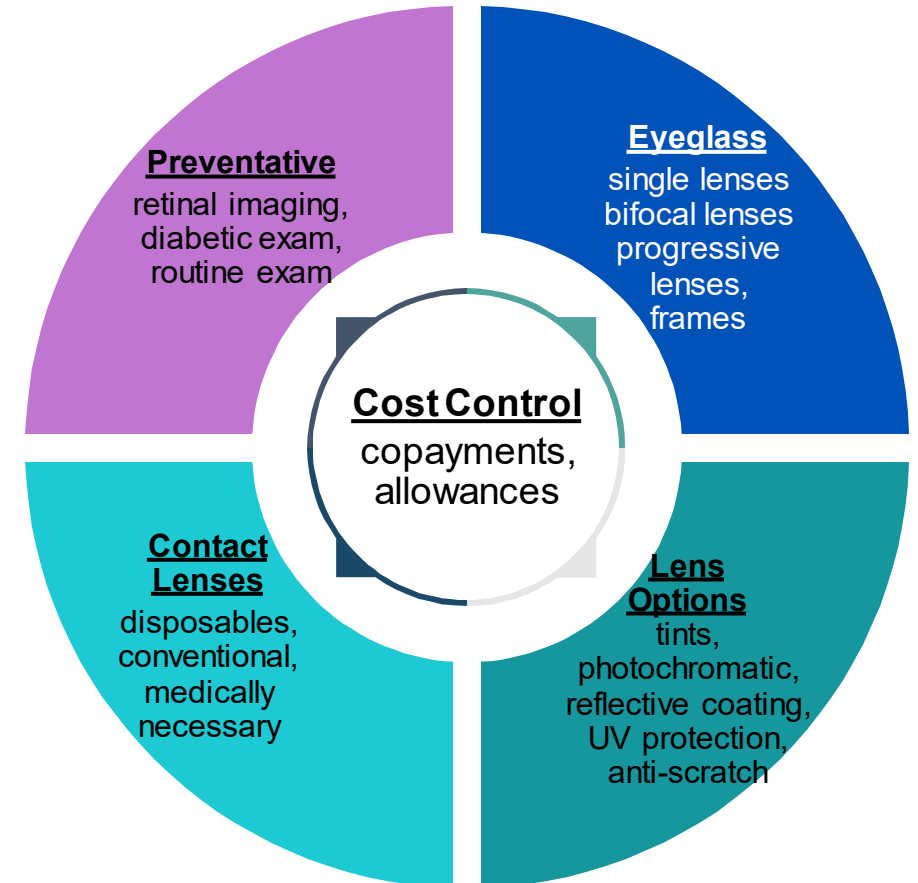 Preventative
retinal imaging,
diabetic exam,
routine exam
Eyeglass
single lenses
bifocal lenses
progressive
lenses,
frames
Cost Control
copayments,
allowances
Contact
Lenses
disposables,
conventional,
medically
necessary
Lens
Options
tints,
photochromatic,
reflective coating,
UV protection,
anti-scratch